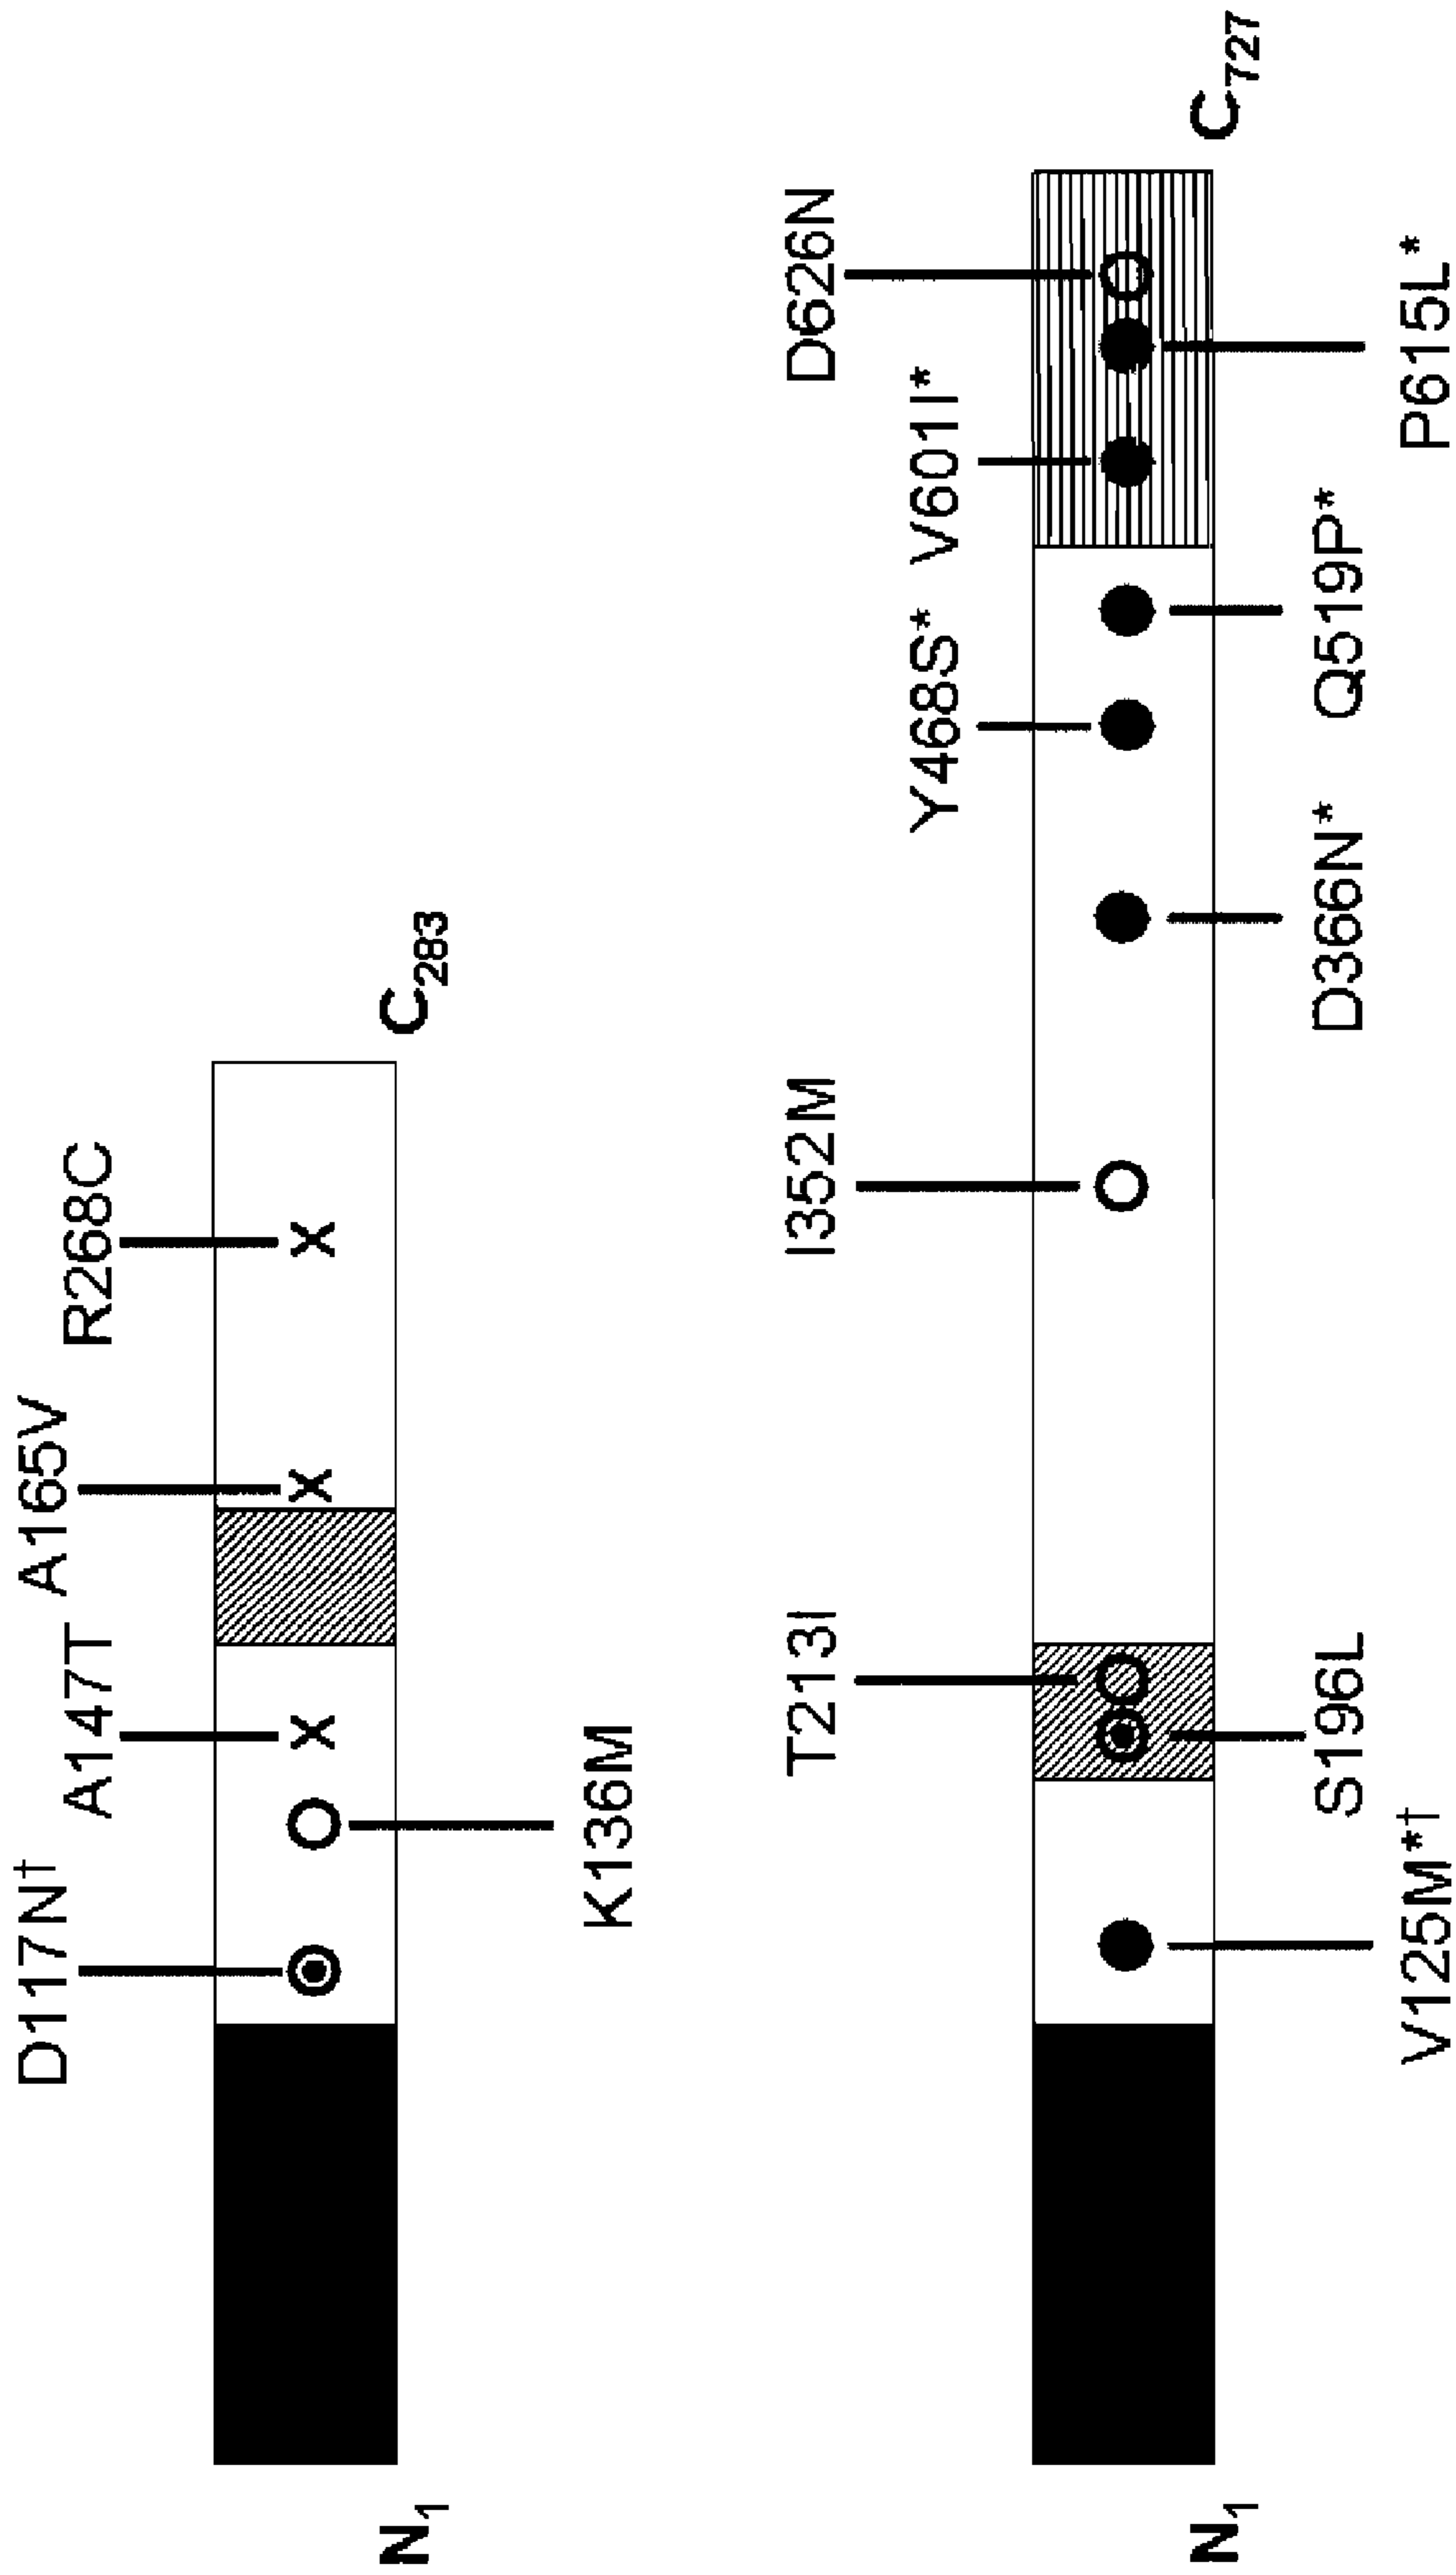 D117N†
A147T
A165V
R268C
K136M
N1
C283
T213I
I352M
Y468S*
V601I*
D626N
V125M*†
S196L
D366N*
Q519P*
P615L*
N1
C727